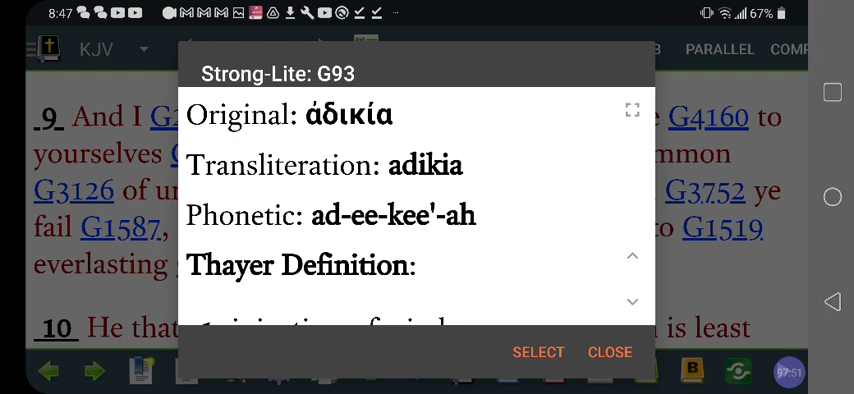 8:47 67%
KJV PARALLEL
Strong-Lite: G93
Original: ἀδικία
Transliteration: adikia
Phonetic: ad-ee-kee'-ah
Thayer Definition:
SELECT CLOSE
9 And I G4160 to
yourselves
G3126 of G3752 ye
fail G1587, to G1519
everlasting
10 He that is least
97:51